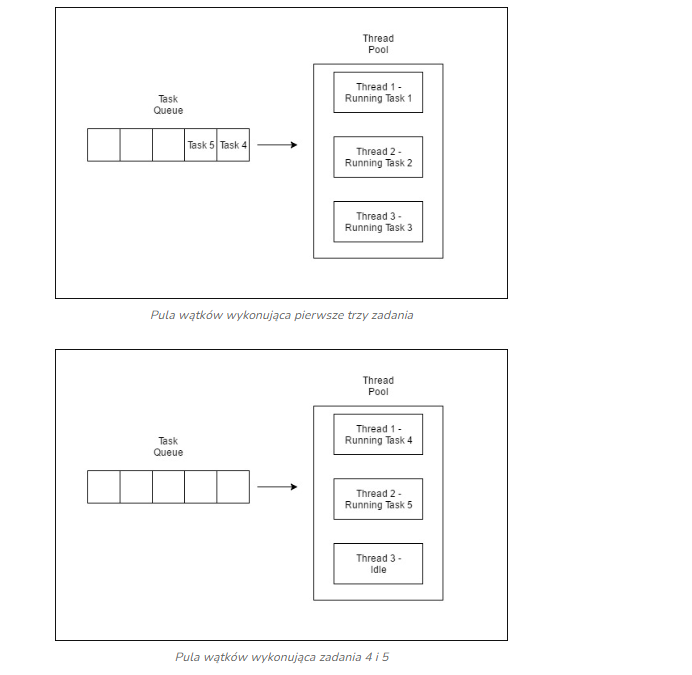 Thread
Pool
Thread 1 -
Running Task 1
Task
Queue
Task 5 Task 4
Thread 2 -
Running Task 2
Thread 3 -
Running Task 3
Pula wątków wykonująca pierwsze trzy zadania
Thread
Pool
Thread 1 -
Running Task 4
Task
Queue
Thread 2 -
Running Task 5
Thread 3 -
Idle
Pula wątków wykonująca zadania 4 i 5